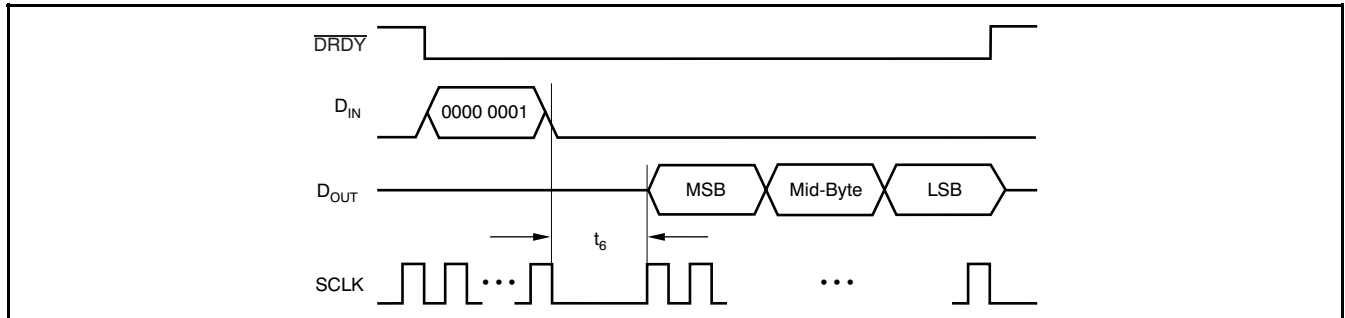 DRDY
DIN
0000 0001
DOUT
MSB
Mid-Byte
LSB
t6
SCLK